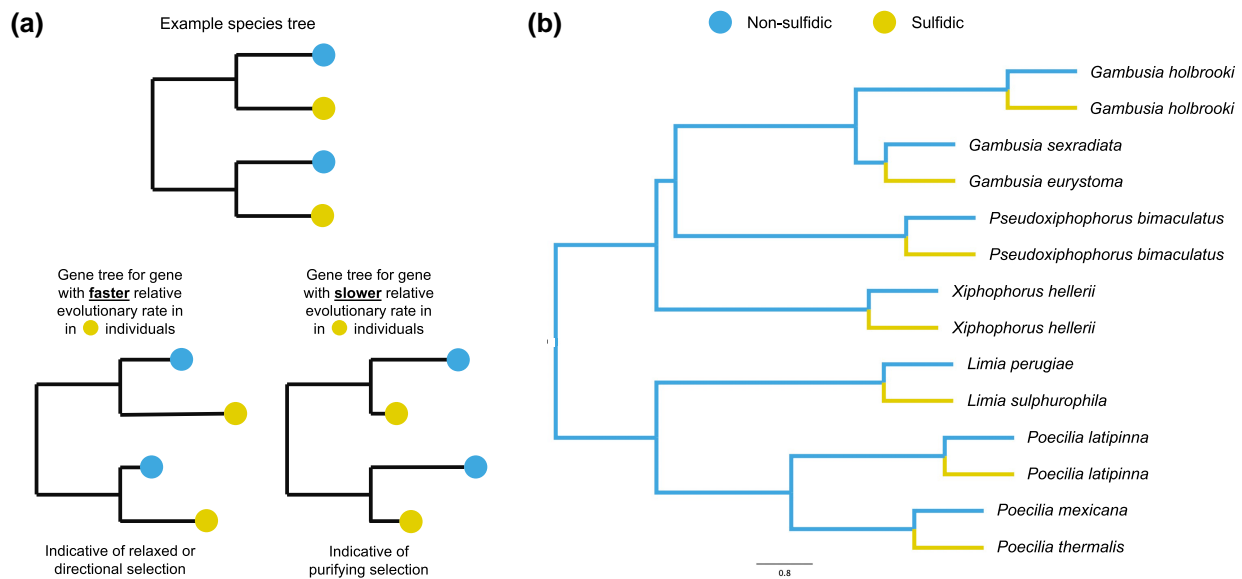 (a)
Example species tree
Gene tree for gene
with faster relative
evolutionary rate in
in individuals
Gene tree for gene
with slower relative
evolutionary rate in
in individuals
Indicative of relaxed or
directional selection
Indicative of
purifying selection
(b)
Non-sulfidic
Sulfidic
Gambusia holbrooki
Gambusia holbrooki
Gambusia sexradiata
Gambusia eurystoma
Pseudoxiphophorus bimaculatus
Pseudoxiphophorus bimaculatus
Xiphophorus hellerii
Xiphophorus hellerii
Limia perugiae
Limia sulphurophila
Poecilia latipinna
Poecilia latipinna
Poecilia mexicana
Poecilia thermalis
0.8